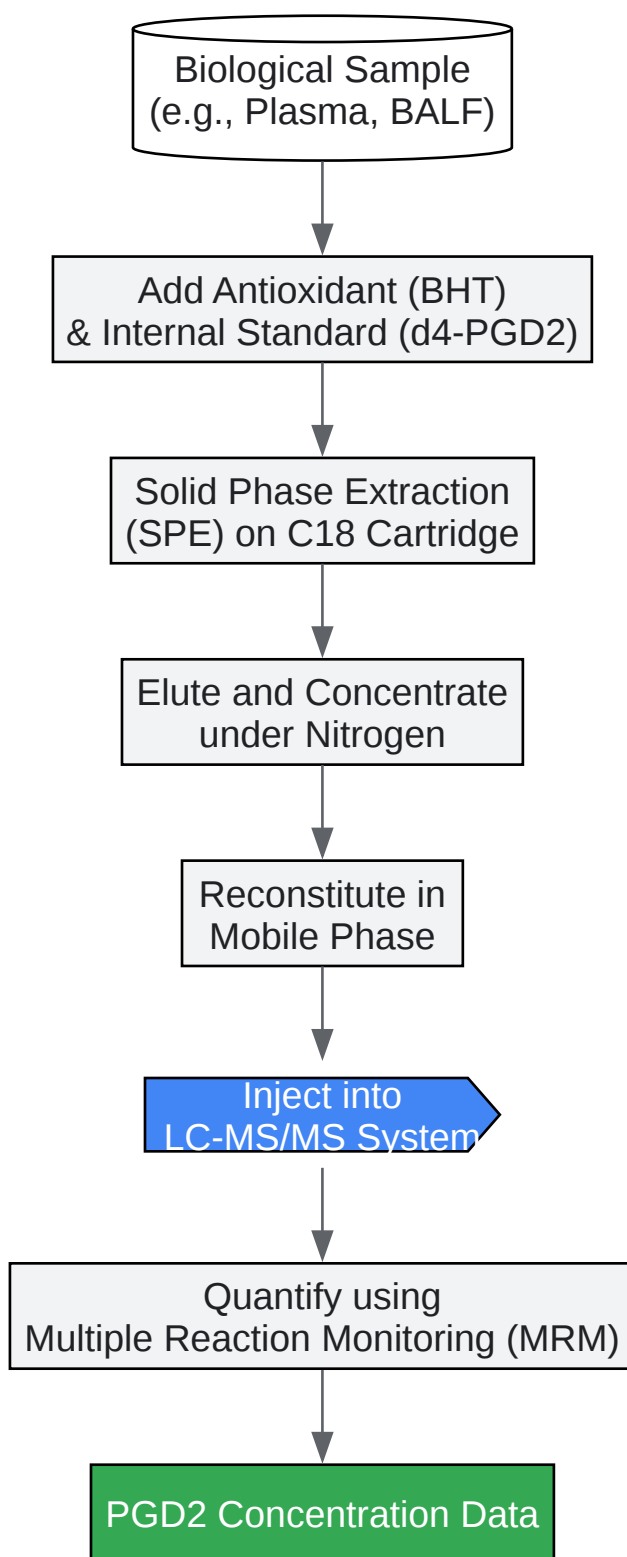 Biological Sample
(e.g., Plasma, BALF)
Add Antioxidant (BHT)
& Internal Standard (d4-PGD2)
Solid Phase Extraction
(SPE) on C18 Cartridge
Elute and Concentrate
under Nitrogen
Reconstitute in
Mobile Phase
Inject into
LC-MS/MS System
Quantify using
Multiple Reaction Monitoring (MRM)
PGD2 Concentration Data